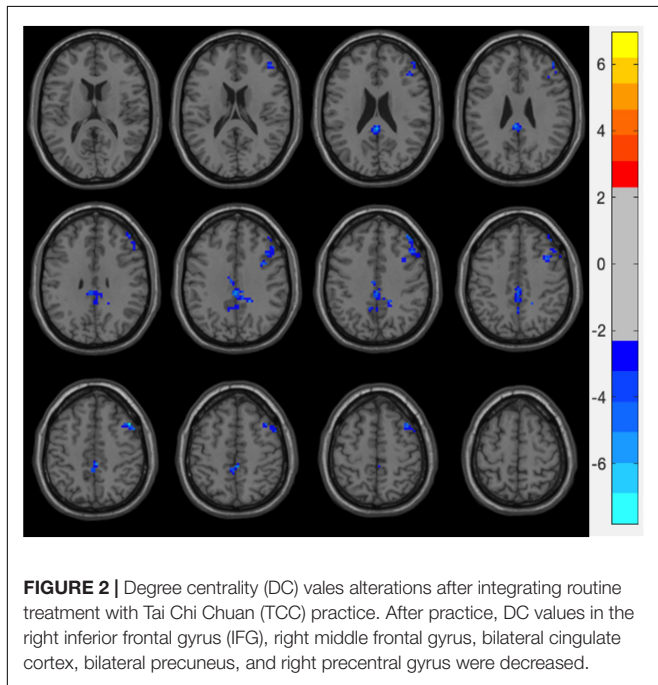 6
4
2
0
-2
-4
-6
FIGURE 2 | Degree centrality (DC) vales alterations after integrating routine
treatment with Tai Chi Chuan (TCC) practice. After practice, DC values in the
right inferior frontal gyrus (IFG), right middle frontal gyrus, bilateral cingulate
cortex, bilateral precuneus, and right precentral gyrus were decreased.